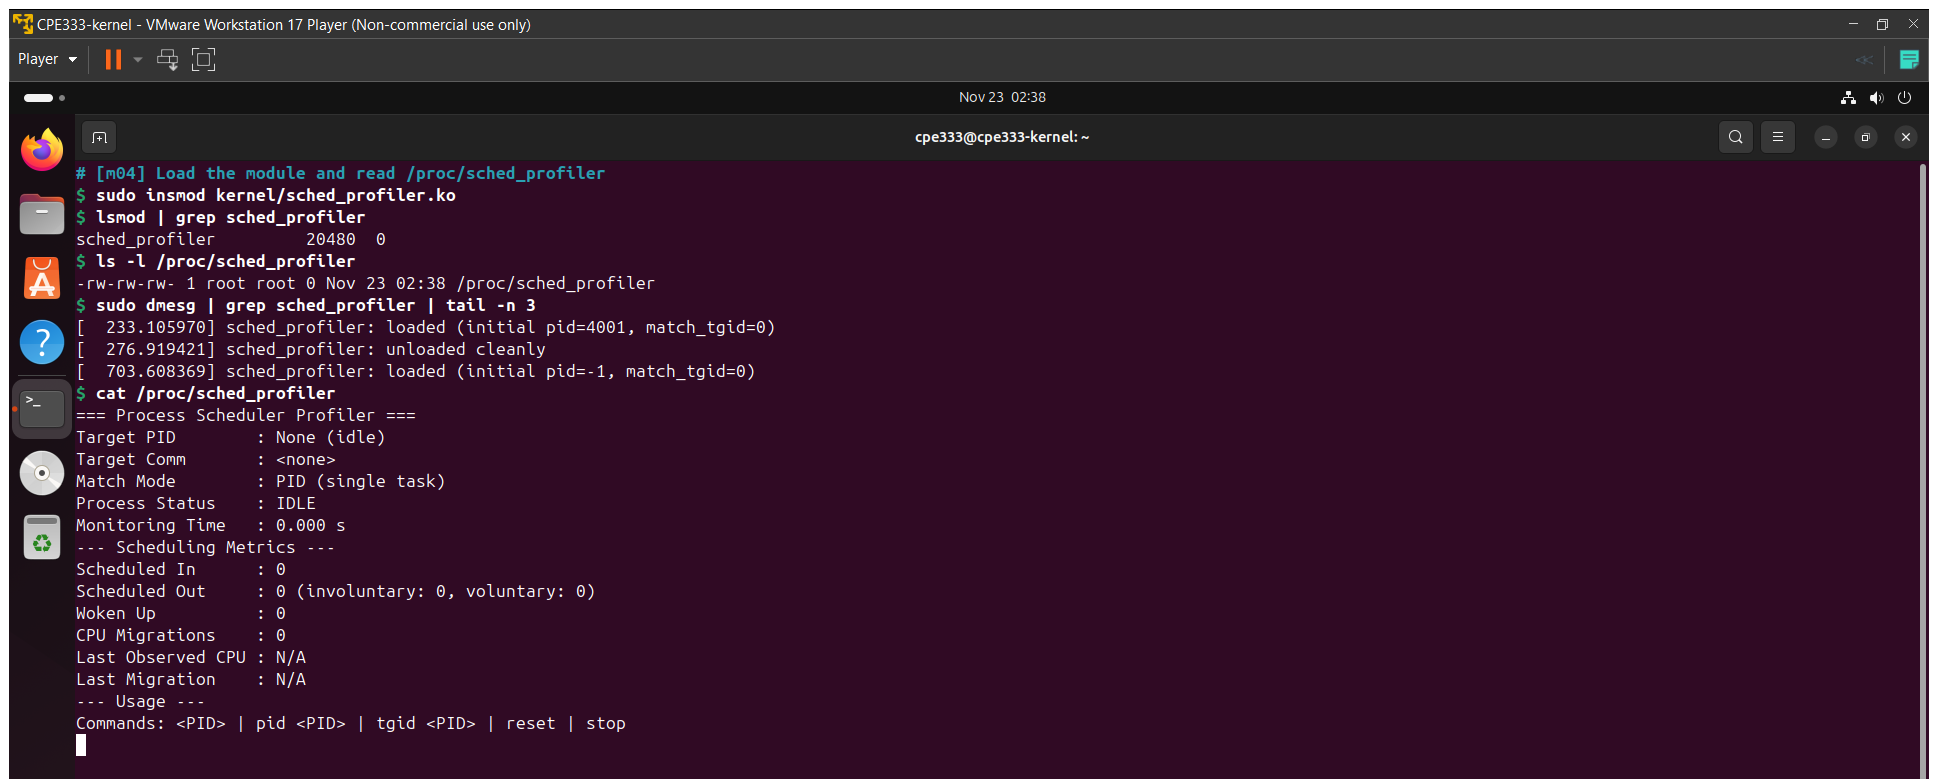 CPE333-kernel - VMware Workstation 17 Player (Non-commercial use only)
Player
Nov 23  02:38
cpe333@cpe333-kernel: ~
# [m04] Load the module and read /proc/sched_profiler
$ sudo insmod kernel/sched_profiler.ko
$ lsmod | grep sched_profiler
sched_profiler         20480  0
$ ls -l /proc/sched_profiler
-rw-rw-rw- 1 root root 0 Nov 23 02:38 /proc/sched_profiler
$ sudo dmesg | grep sched_profiler | tail -n 3
[  233.105970] sched_profiler: loaded (initial pid=4001, match_tgid=0)
[  276.919421] sched_profiler: unloaded cleanly
[  703.608369] sched_profiler: loaded (initial pid=-1, match_tgid=0)
$ cat /proc/sched_profiler
=== Process Scheduler Profiler ===
Target PID        : None (idle)
Target Comm       : <none>
Match Mode        : PID (single task)
Process Status    : IDLE
Monitoring Time   : 0.000 s
--- Scheduling Metrics ---
Scheduled In      : 0
Scheduled Out     : 0 (involuntary: 0, voluntary: 0)
Woken Up          : 0
CPU Migrations    : 0
Last Observed CPU : N/A
Last Migration    : N/A
--- Usage ---
Commands: <PID> | pid <PID> | tgid <PID> | reset | stop